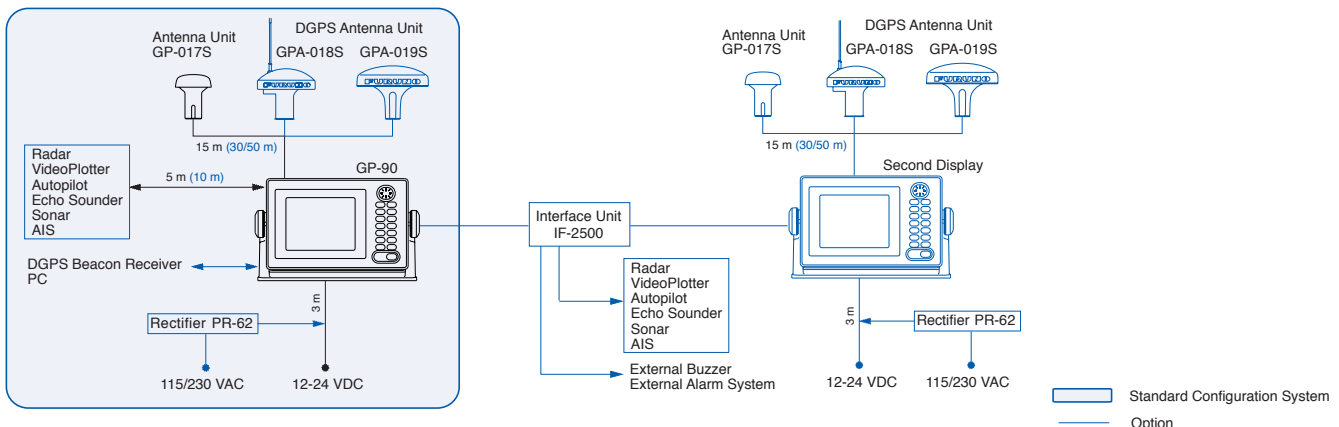 Antenna Unit
GP-017S
DGPS Antenna Unit
GPA-018S
GPA-019S
FURUNO
FURUNO
15 m (30/50 m)
Radar
VideoPlotter
Autopilot
Echo Sounder
Sonar
AIS
5 m (10 m)
GP-90
DGPS Beacon Receiver
PC
3 m
Rectifier PR-62
115/230 VAC
12-24 VDC
Interface Unit
IF-2500
Radar
VideoPlotter
Autopilot
Echo Sounder
Sonar
AIS
External Buzzer
External Alarm System
Antenna Unit
GP-017S
DGPS Antenna Unit
GPA-018S
GPA-019S
FURUNO
FURUNO
15 m (30/50 m)
Second Display
3 m
Rectifier PR-62
12-24 VDC
115/230 VAC
Standard Configuration System
Option